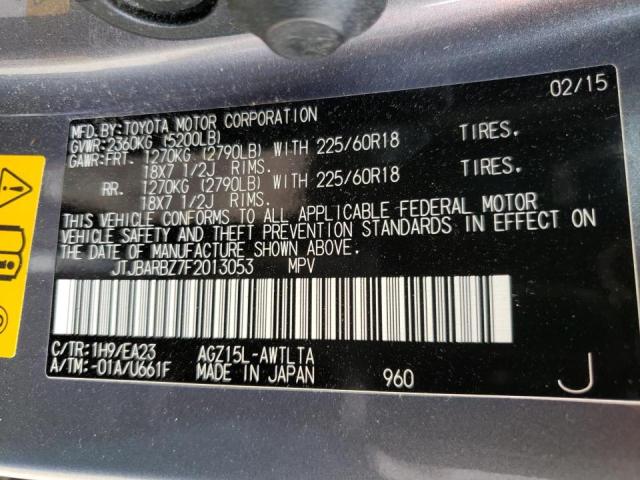 02/15
MFD. BY: TOYOTA MOTOR CORPORATION
GVWR: 2360KG (5200LB)
GAWR: FRT. 1270KG (2790LB) WITH 225/60R18 TIRES.
18X7 1/2J RIMS.
RR. 1270KG (2790LB) WITH 225/60R18 TIRES.
18X7 1/2J RIMS.
THIS VEHICLE CONFORMS TO ALL APPLICABLE FEDERAL MOTOR
VEHICLE SAFETY AND THEFT PREVENTION STANDARDS IN EFFECT ON
THE DATE OF MANUFACTURE SHOWN ABOVE.
JTJBARBZ7F2013053 MPV
C/TR: 1H9/EA23 AGZ15L-AWTLTA
A/TM: -01A/U661F MADE IN JAPAN 960 J